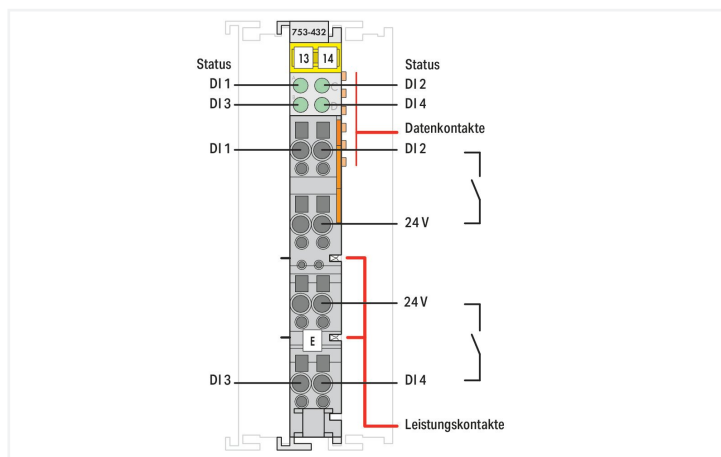 753-432
13 14
Status
Status
DI 1
C
DI 2
DI 3
D
DI 4
Datenkontakte
DI 1
DI 2
24 V
24 V
E
DI 3
DI 4
Leistungskontakte